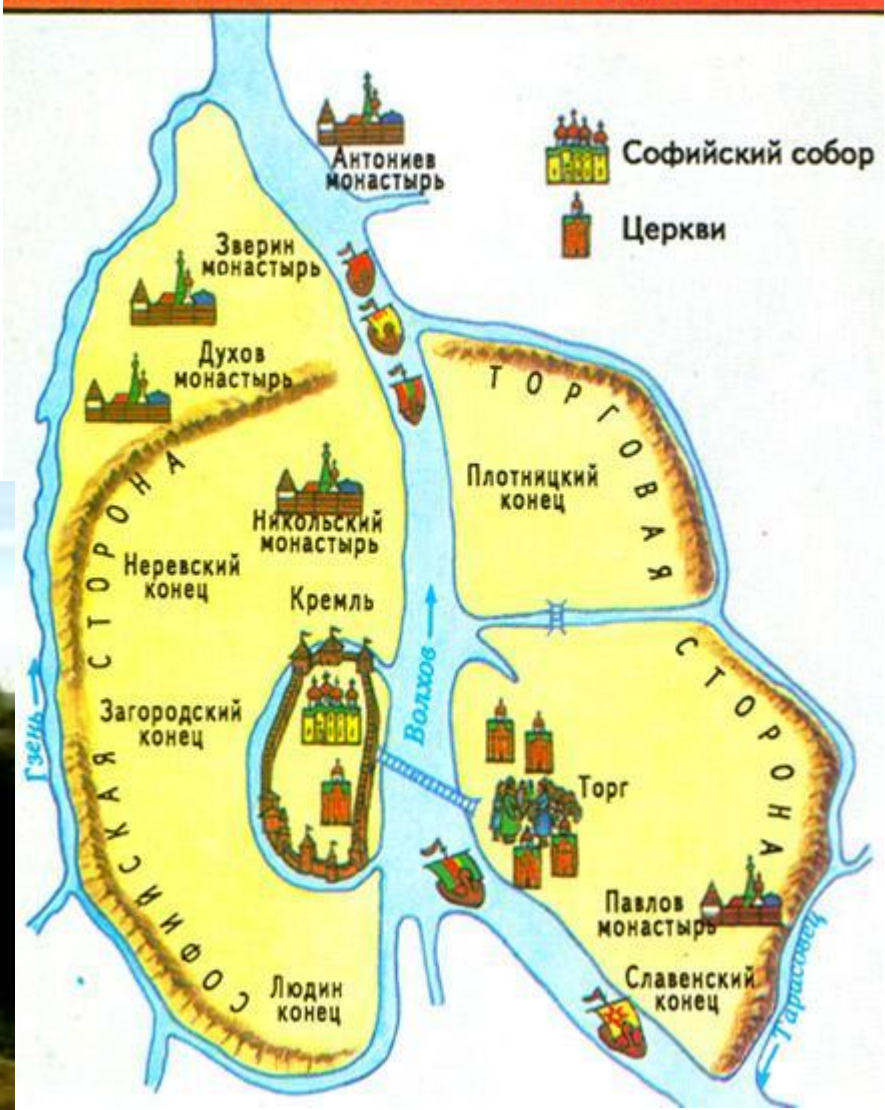 Антониев
монастырь
Софийский собор
Церкви
Зверин
монастырь
Духов
монастырь
ТОРГОВАЯ
Плотницкий
конец
Никольский
монастырь
Неревский
конец
Кремль
СОФИЙСКАЯ СТОРОНА
Волхов
СТОРОНА
Загородский
конец
Гзень
Торг
Павлов
монастырь
Славенский
конец
Тарасовец
Людин
конец